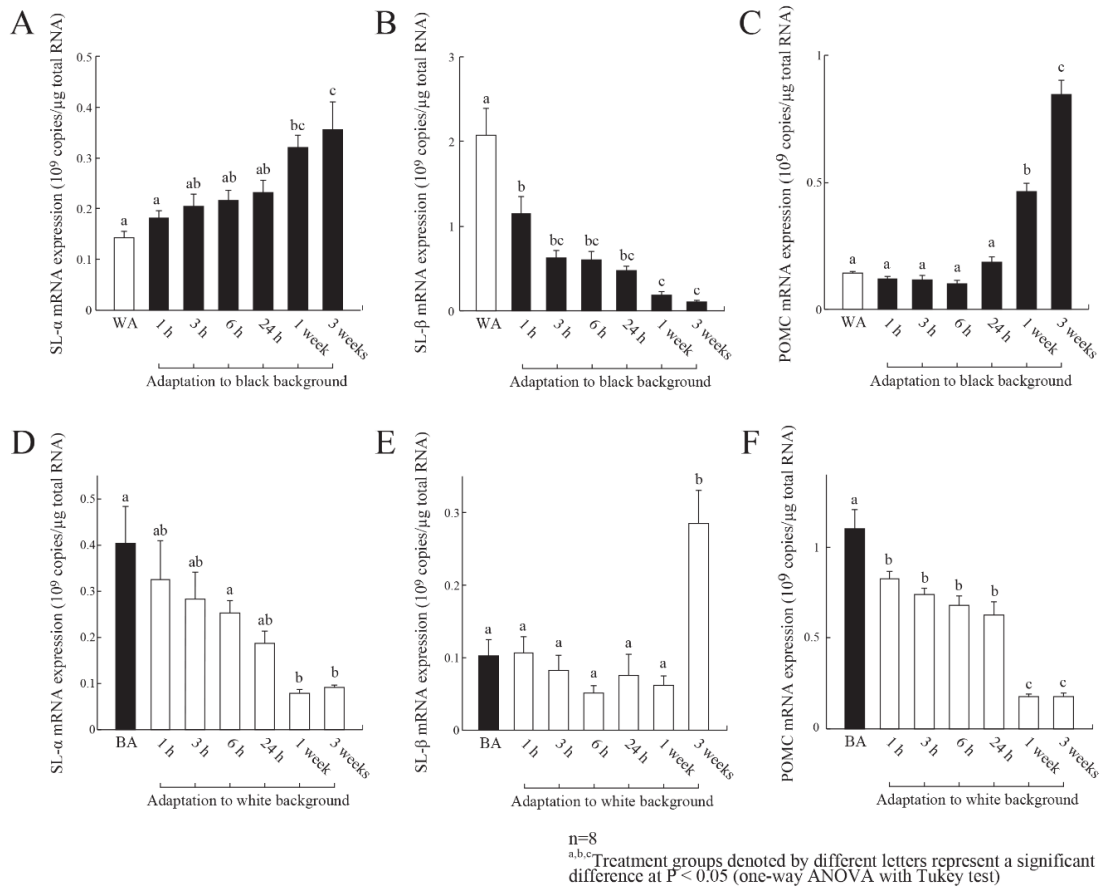 A
SL-α mRNA expression (10⁹ copies/μg total RNA)
0.5
0.4
0.3
0.2
0.1
0
a
a
ab
ab
ab
bc
c
WA
1 h
3 h
6 h
24 h
1 week
3 weeks
Adaptation to black background
B
SL-β mRNA expression (10⁹ copies/μg total RNA)
3
2
1
0
a
b
bc
bc
bc
c
c
WA
1 h
3 h
6 h
24 h
1 week
3 weeks
Adaptation to black background
C
POMC mRNA expression (10⁹ copies/μg total RNA)
1
0.5
0
a
a
a
a
a
b
c
WA
1 h
3 h
6 h
24 h
1 week
3 weeks
Adaptation to black background
D
SL-α mRNA expression (10⁹ copies/μg total RNA)
0.5
0.4
0.3
0.2
0.1
0
a
ab
ab
a
ab
b
b
BA
1 h
3 h
6 h
24 h
1 week
3 weeks
Adaptation to white background
E
SL-β mRNA expression (10⁹ copies/μg total RNA)
0.3
0.2
0.1
0
a
a
a
a
a
a
b
BA
1 h
3 h
6 h
24 h
1 week
3 weeks
Adaptation to white background
F
POMC mRNA expression (10⁹ copies/μg total RNA)
1
0.5
0
a
b
b
b
b
c
c
BA
1 h
3 h
6 h
24 h
1 week
3 weeks
Adaptation to white background
n=8
a,b,cTreatment groups denoted by different letters represent a significant
difference at P < 0.05 (one-way ANOVA with Tukey test)